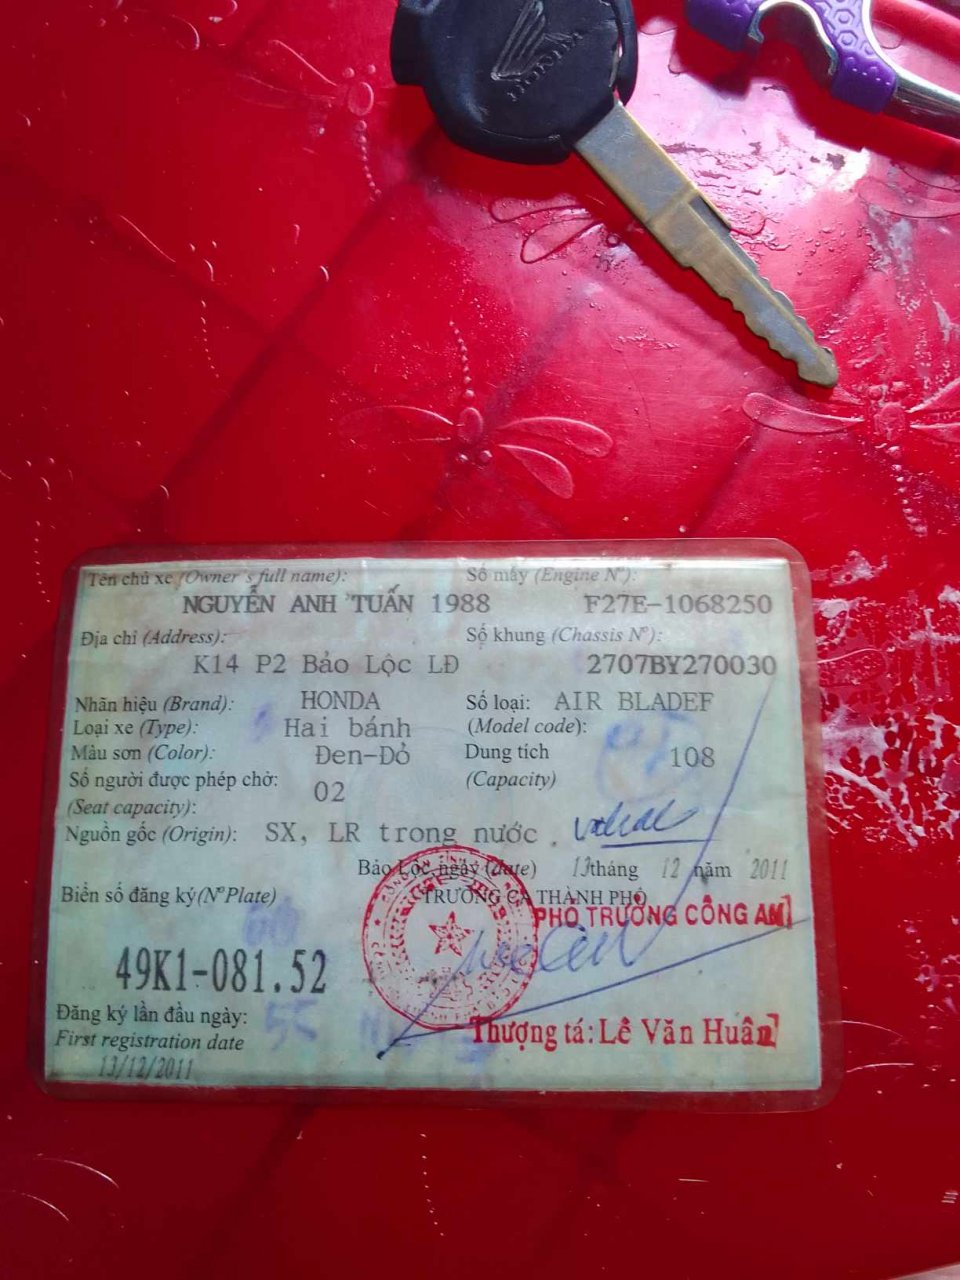 HONDA
Tên chủ xe (Owner's full name):
NGUYỄN ANH TUẤN 1988
Số máy (Engine Nº):
F27E-1068250
Địa chỉ (Address):
K14 P2 Bảo Lộc LĐ
Số khung (Chassis Nº):
2707BY270030
Nhãn hiệu (Brand): HONDA
Số loại: AIR BLADEF
(Model code):
Loại xe (Type): Hai bánh
Màu sơn (Color): Đen-Đỏ
Dung tích 108
(Capacity)
Số người được phép chở: 02
(Seat capacity):
Nguồn gốc (Origin): SX, LR trong nước
Bảo Lộc ngày (date) 13 tháng 12 năm 2011
TRƯỞNG CA THÀNH PHỐ
PHÓ TRƯỞNG CÔNG AN
Biển số đăng ký(NºPlate)
49K1-081.52
Đăng ký lần đầu ngày:
First registration date
13/12/2011
Thượng tá: Lê Văn Huân